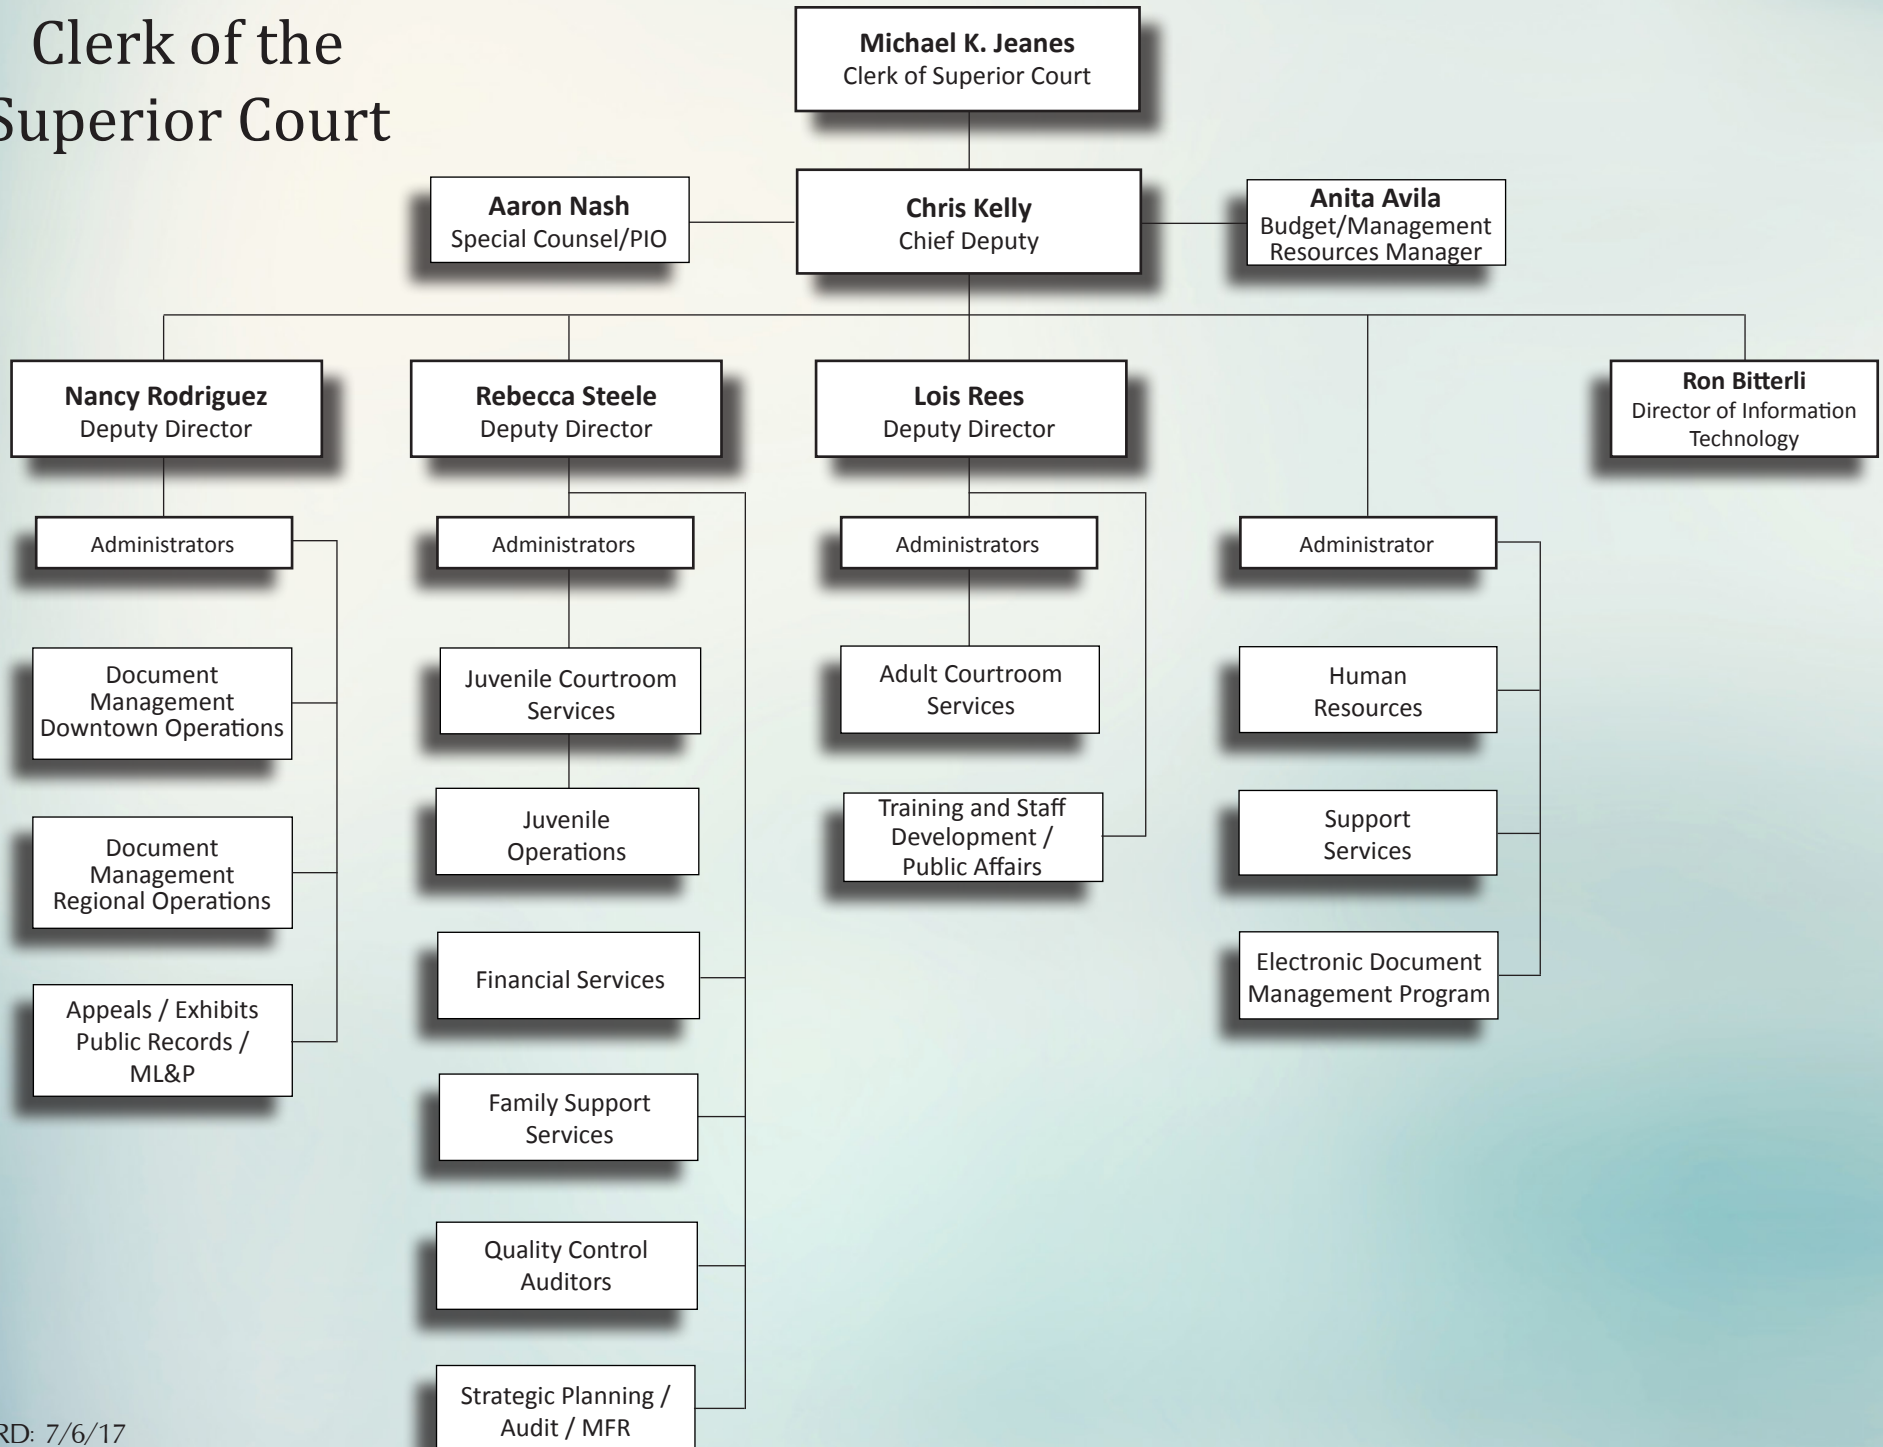 Clerk of the
Superior Court
Michael K. Jeanes
Clerk of Superior Court
Aaron Nash
Special Counsel/PIO
Chris Kelly
Chief Deputy
Anita Avila
Budget/Management
Resources Manager
Nancy Rodriguez
Deputy Director
Rebecca Steele
Deputy Director
Lois Rees
Deputy Director
Ron Bitterli
Director of Information
Technology
Administrators
Administrators
Administrators
Administrator
Document
Management
Downtown Operations
Juvenile Courtroom
Services
Adult Courtroom
Services
Human
Resources
Document
Management
Regional Operations
Juvenile
Operations
Training and Staff
Development /
Public Affairs
Support
Services
Appeals / Exhibits
Public Records /
ML&P
Financial Services
Electronic Document
Management Program
Family Support
Services
Quality Control
Auditors
Strategic Planning /
Audit / MFR
RD: 7/6/17